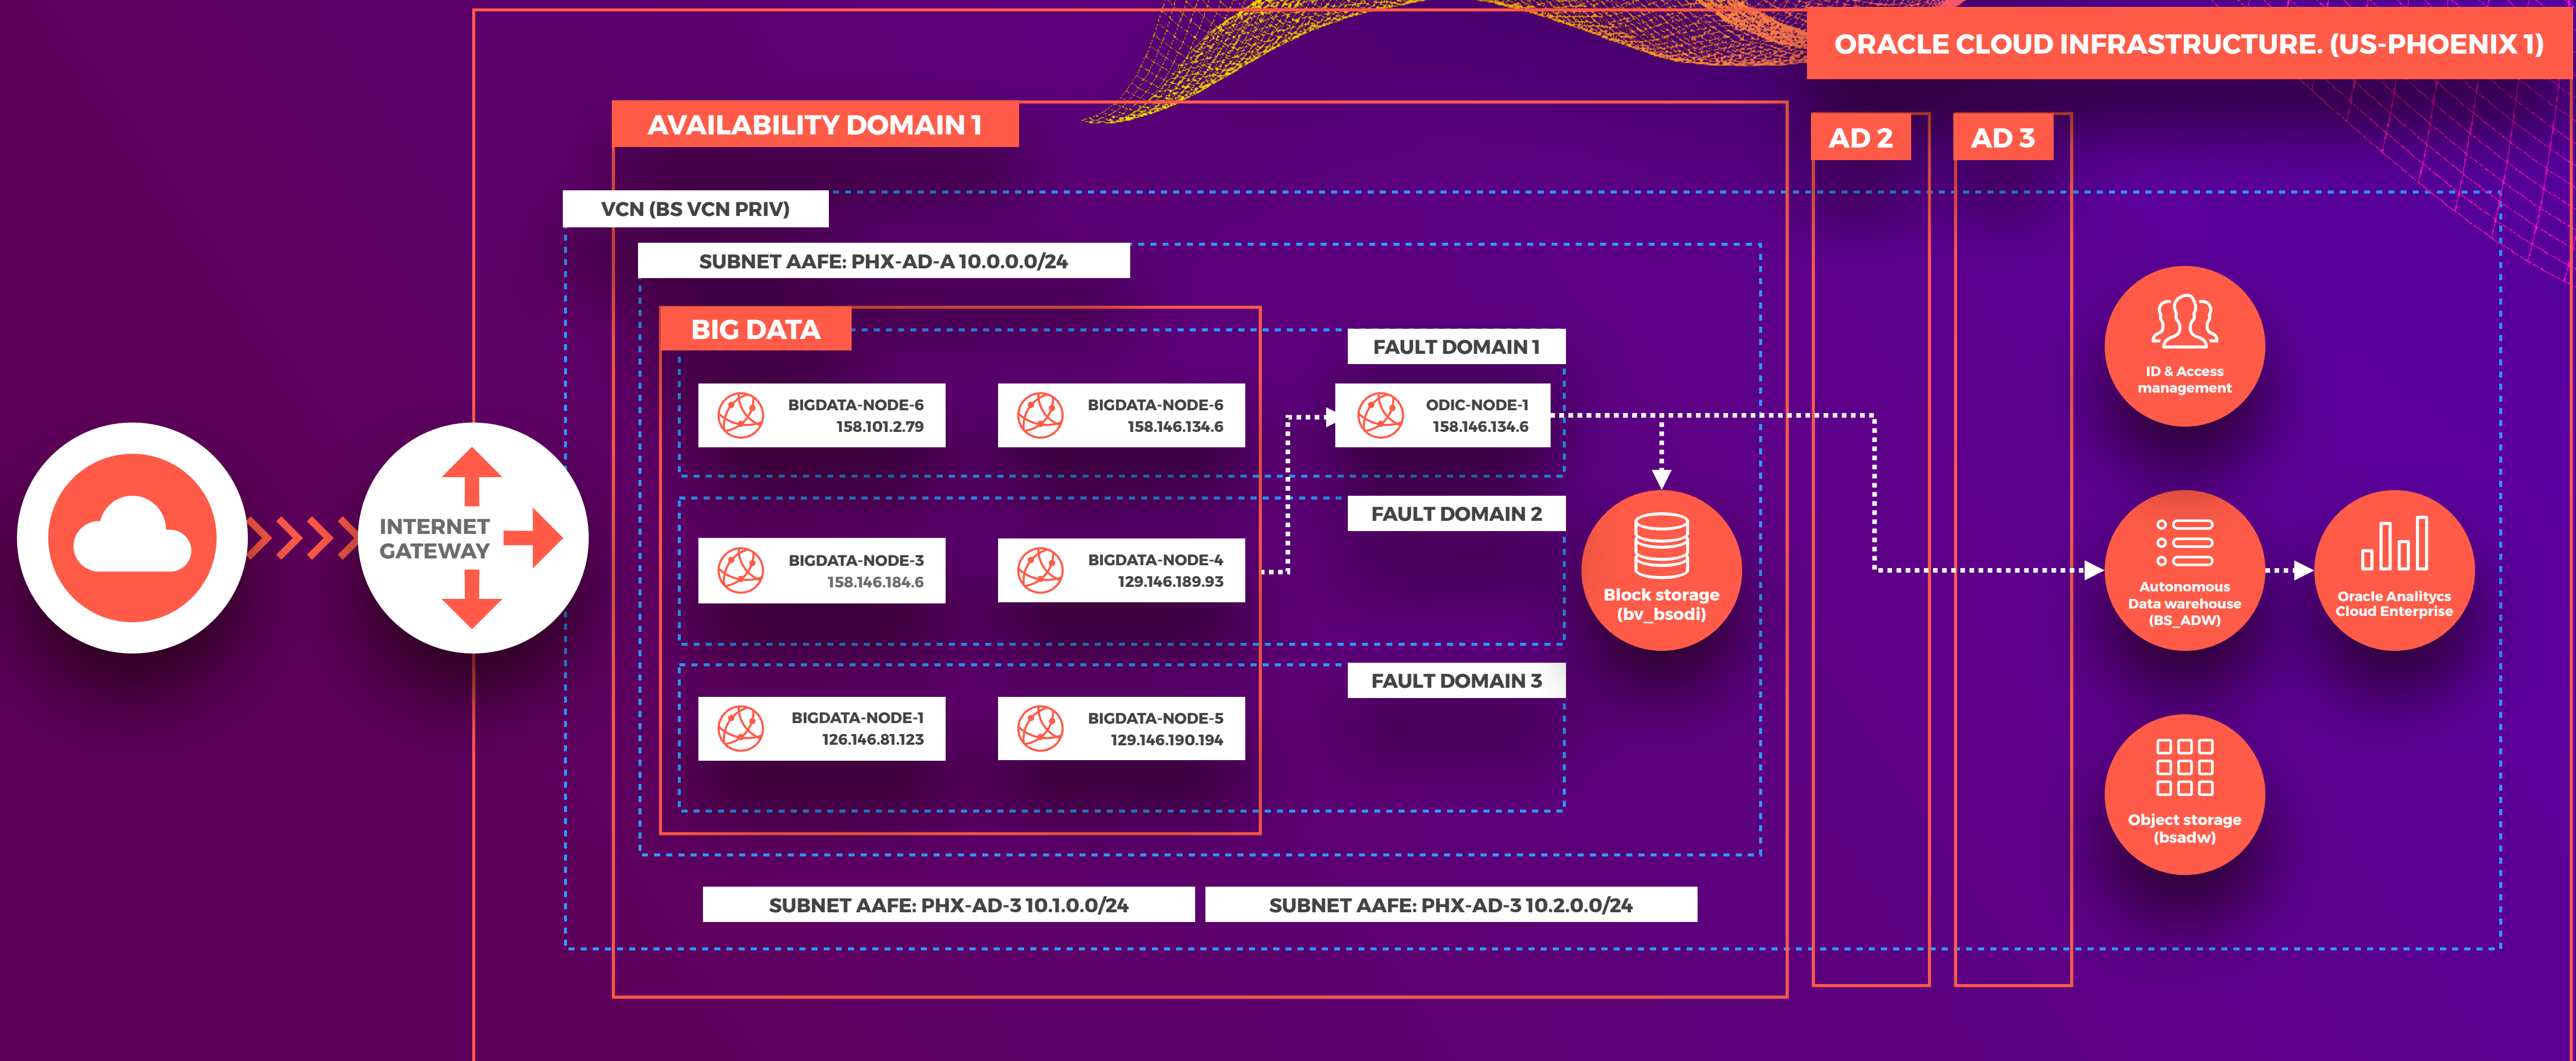 ORACLE CLOUD INFRASTRUCTURE. (US-PHOENIX 1)
AVAILABILITY DOMAIN 1
AD 2
AD 3
VCN (BS VCN PRIV)
SUBNET AAFE: PHX-AD-A 10.0.0.0/24
BIG DATA
FAULT DOMAIN 1
BIGDATA-NODE-6
158.101.2.79
BIGDATA-NODE-6
158.146.134.6
ODIC-NODE-1
158.146.134.6
FAULT DOMAIN 2
BIGDATA-NODE-3
158.146.184.6
BIGDATA-NODE-4
129.146.189.93
FAULT DOMAIN 3
BIGDATA-NODE-1
126.146.81.123
BIGDATA-NODE-5
129.146.190.194
INTERNET
GATEWAY
Block storage
(bv_bsodi)
ID & Access
management
Autonomous
Data warehouse
(BS_ADW)
Oracle Analitycs
Cloud Enterprise
Object storage
(bsadw)
SUBNET AAFE: PHX-AD-3 10.1.0.0/24
SUBNET AAFE: PHX-AD-3 10.2.0.0/24